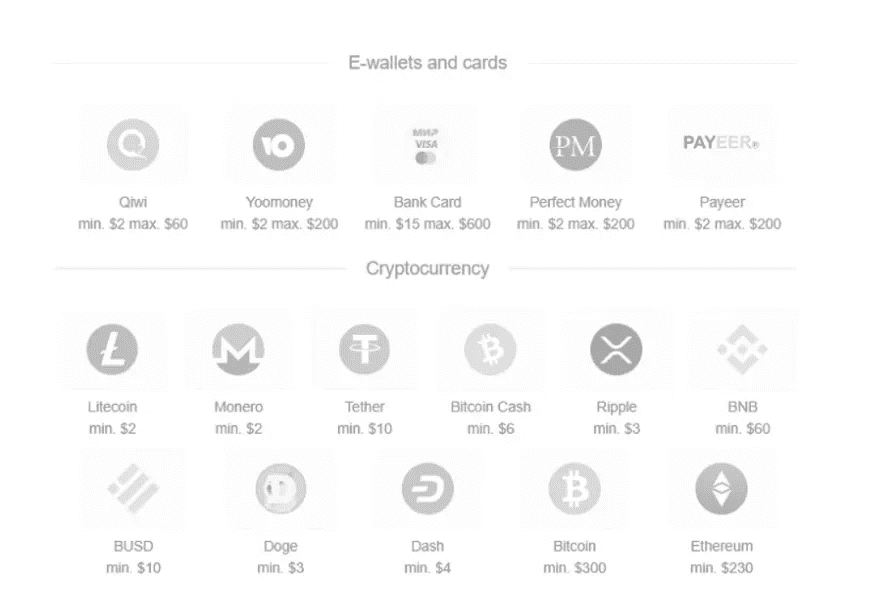 E-wallets and cards
МИР
VISA
PM
PAYEER®
Qiwi
Yoomoney
Bank Card
Perfect Money
Payeer
min. $2 max. $60
min. $2 max. $200
min. $15 max. $600
min. $2 max. $200
min. $2 max. $200
Cryptocurrency
Litecoin
Monero
Tether
Bitcoin Cash
Ripple
BNB
min. $2
min. $2
min. $10
min. $6
min. $3
min. $60
BUSD
Doge
Dash
Bitcoin
Ethereum
min. $10
min. $3
min. $4
min. $300
min. $230